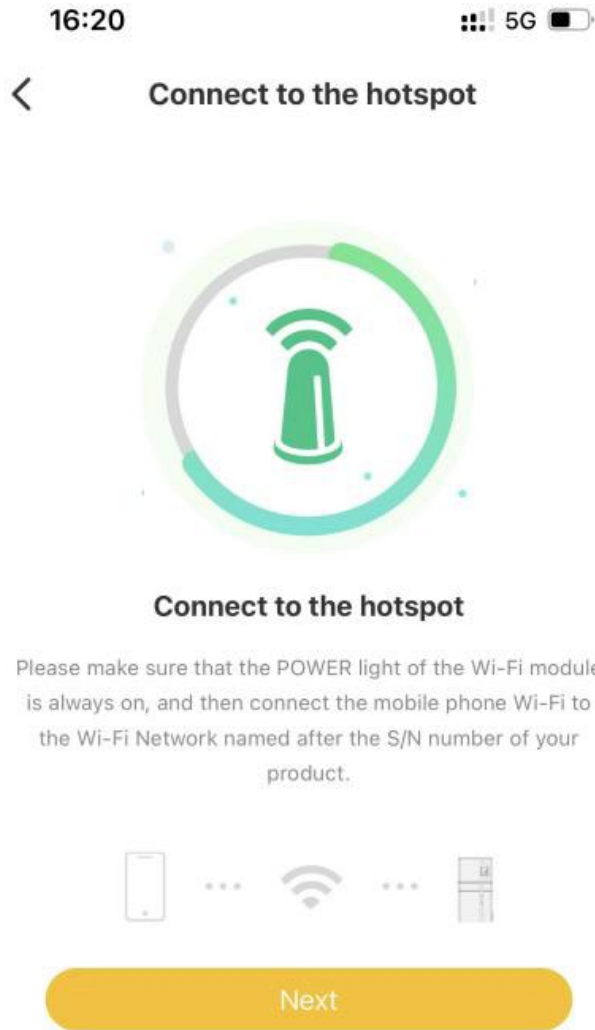 16:20
5G
Connect to the hotspot
Connect to the hotspot
Please make sure that the POWER light of the Wi-Fi module
is always on, and then connect the mobile phone Wi-Fi to
the Wi-Fi Network named after the S/N number of your
product.
Next